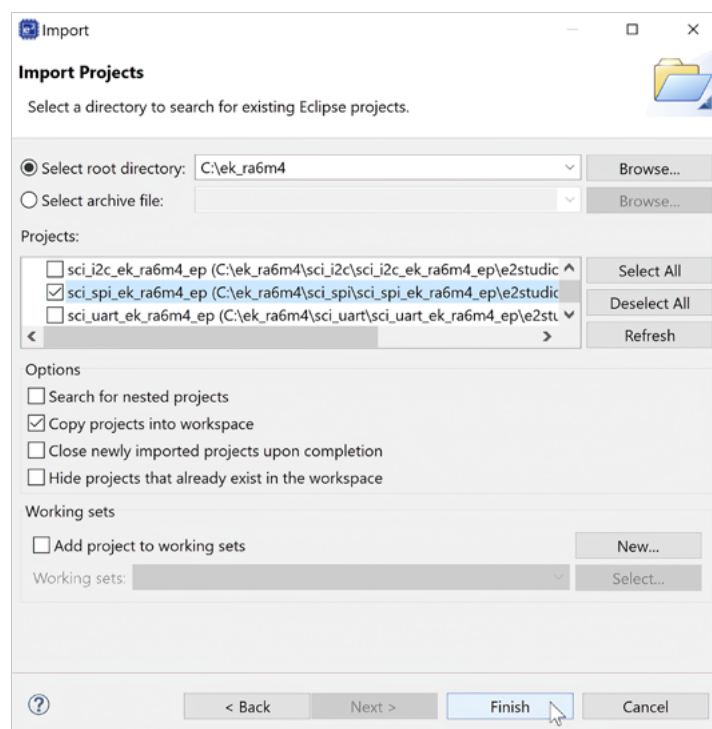 Import
Import Projects
Select a directory to search for existing Eclipse projects.
Select root directory: C:\ek_ra6m4 Browse...
Select archive file: Browse...
Projects:
sci_i2c_ek_ra6m4_ep (C:\ek_ra6m4\sci_i2c\sci_i2c_ek_ra6m4_ep\e2studio Select All
sci_spi_ek_ra6m4_ep (C:\ek_ra6m4\sci_spi\sci_spi_ek_ra6m4_ep\e2studic Deselect All
sci_uart_ek_ra6m4_ep (C:\ek_ra6m4\sci_uart\sci_uart_ek_ra6m4_ep\e2stu Refresh
Options
Search for nested projects
Copy projects into workspace
Close newly imported projects upon completion
Hide projects that already exist in the workspace
Working sets
Add project to working sets New...
Working sets: Select...
? < Back Next > Finish Cancel